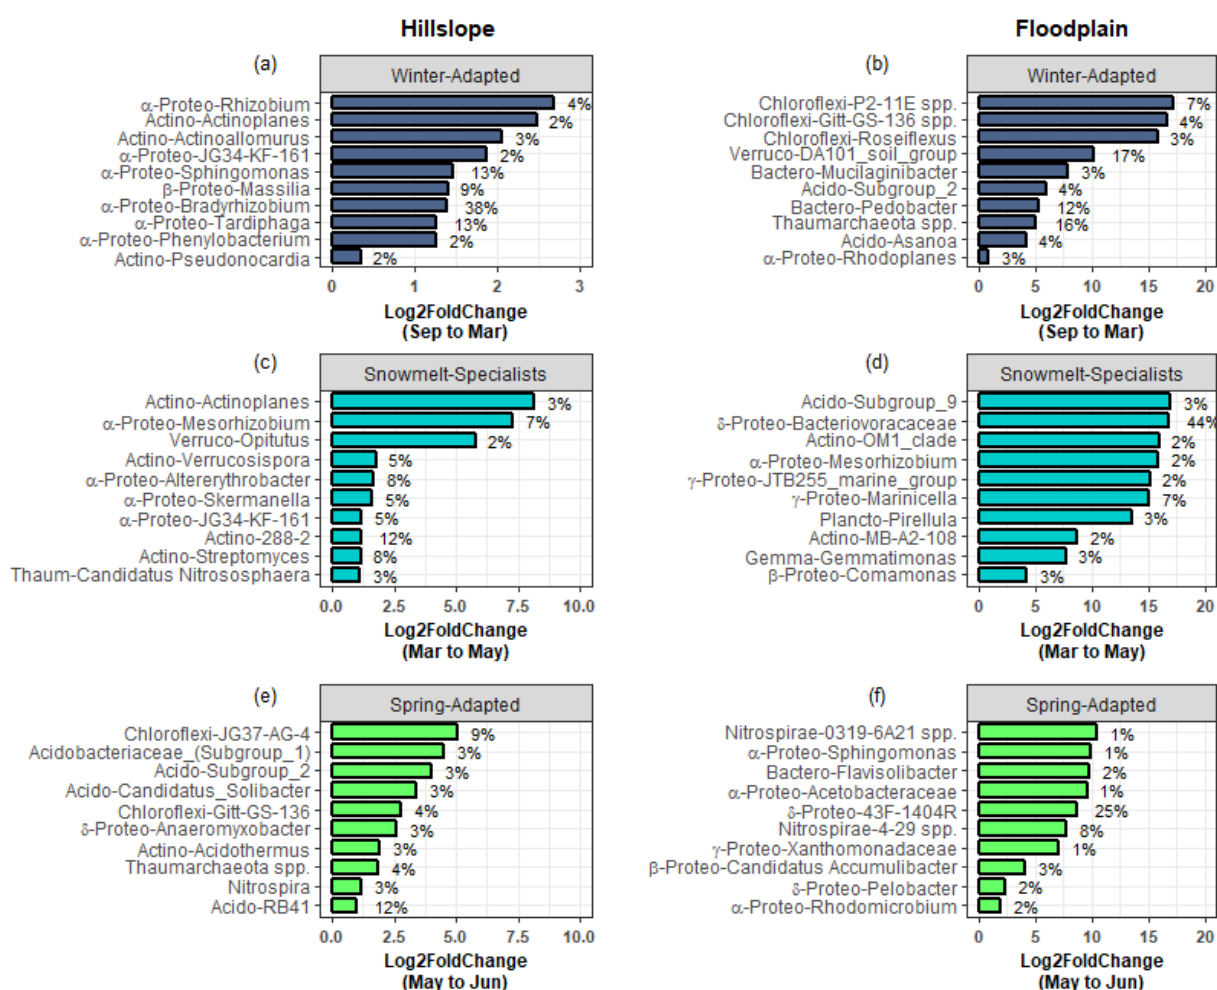 Hillslope
Floodplain
(a)
Winter-Adapted
α-Proteo-Rhizobium 4%
Actino-Actinoplanes 2%
Actino-Actinoallomurus 3%
α-Proteo-JG34-KF-161 2%
α-Proteo-Sphingomonas 13%
β-Proteo-Massilia 9%
α-Proteo-Bradyrhizobium 38%
α-Proteo-Tardiphaga 13%
α-Proteo-Phenylobacterium 2%
Actino-Pseudonocardia 2%
0 1 2 3
Log2FoldChange
(Sep to Mar)
(b)
Winter-Adapted
Chloroflexi-P2-11E spp. 7%
Chloroflexi-Gitt-GS-136 spp. 4%
Chloroflexi-Roseiflexus 3%
Verruco-DA101_soil_group 17%
Bactero-Mucilaginibacter 3%
Acido-Subgroup_2 4%
Bactero-Pedobacter 12%
Thaumarchaeota spp. 16%
Acido-Asanoa 4%
α-Proteo-Rhodoplanes 3%
0 5 10 15 20
Log2FoldChange
(Sep to Mar)
(c)
Snowmelt-Specialists
Actino-Actinoplanes 3%
α-Proteo-Mesorhizobium 7%
Verruco-Opitutus 2%
Actino-Verrucosispora 5%
α-Proteo-Altererythrobacter 8%
α-Proteo-Skermanella 5%
α-Proteo-JG34-KF-161 5%
Actino-288-2 12%
Actino-Streptomyces 8%
Thaum-Candidatus Nitrososphaera 3%
0.0 2.5 5.0 7.5 10.0
Log2FoldChange
(Mar to May)
(d)
Snowmelt-Specialists
Acido-Subgroup_9 3%
δ-Proteo-Bacteriovoracaceae 44%
Actino-OM1_clade 2%
α-Proteo-Mesorhizobium 2%
γ-Proteo-JTB255_marine_group 2%
γ-Proteo-Marinicella 7%
Plancto-Pirellula 3%
Actino-MB-A2-108 2%
Gemma-Gemmatimonas 3%
β-Proteo-Comamonas 3%
0 5 10 15 20
Log2FoldChange
(Mar to May)
(e)
Spring-Adapted
Chloroflexi-JG37-AG-4 9%
Acidobacteriaceae_(Subgroup_1) 3%
Acido-Subgroup_2 3%
Acido-Candidatus_Solibacter 3%
Chloroflexi-Gitt-GS-136 4%
δ-Proteo-Anaeromyxobacter 3%
Actino-Acidothermus 3%
Thaumarchaeota spp. 4%
Nitrospira 3%
Acido-RB41 12%
0.0 2.5 5.0 7.5 10.0
Log2FoldChange
(May to Jun)
(f)
Spring-Adapted
Nitrospirae-0319-6A21 spp. 1%
α-Proteo-Sphingomonas 1%
Bactero-Flavisolibacter 2%
α-Proteo-Acetobacteraceae 1%
δ-Proteo-43F-1404R 25%
Nitrospirae-4-29 spp. 8%
γ-Proteo-Xanthomonadaceae 1%
β-Proteo-Candidatus Accumulibacter 3%
δ-Proteo-Pelobacter 2%
α-Proteo-Rhodomicrobium 2%
0 5 10 15 20
Log2FoldChange
(May to Jun)